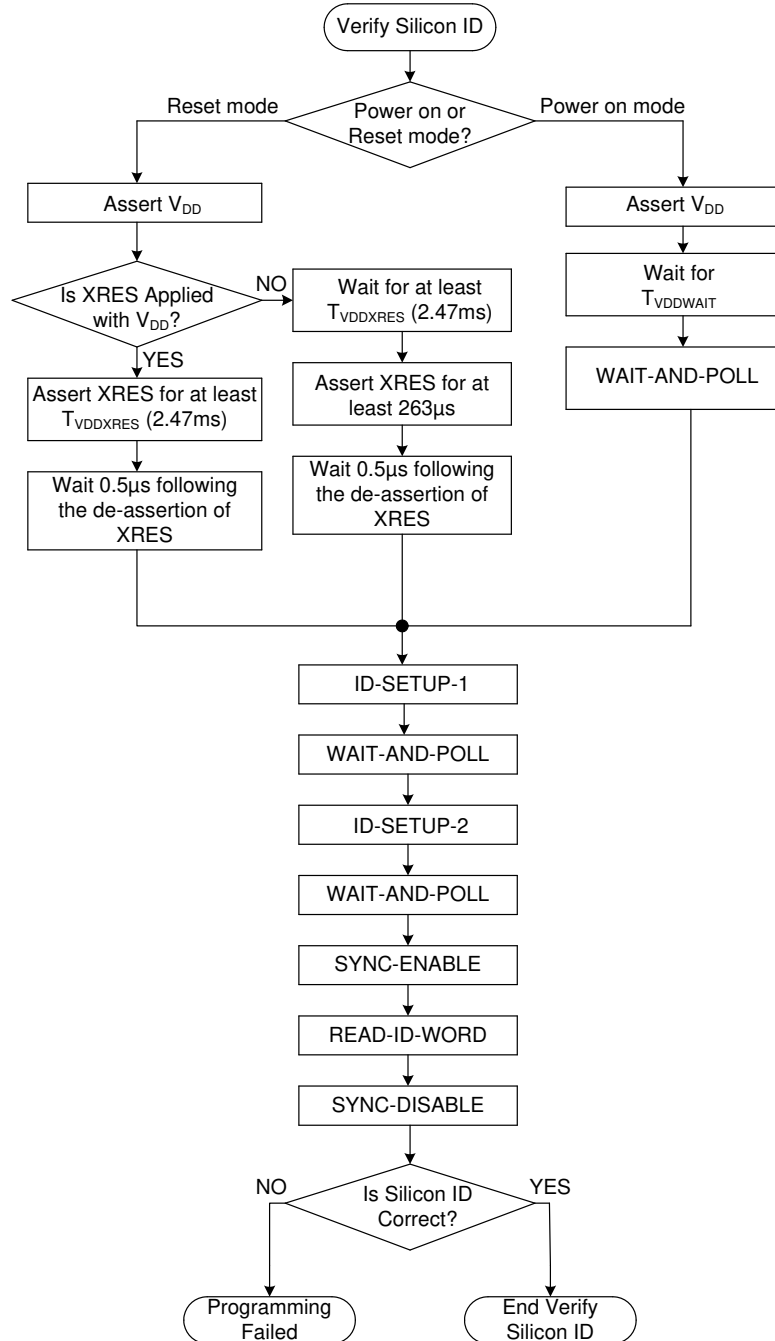 Verify Silicon ID
Reset mode
Power on or
Reset mode?
Power on mode
Assert VDD
Assert VDD
Is XRES Applied
with VDD?
NO
YES
Wait for at least
TVDDXRES (2.47ms)
Wait for
TVDDWAIT
Assert XRES for at least
TVDDXRES (2.47ms)
Assert XRES for at
least 263µs
WAIT-AND-POLL
Wait 0.5µs following
the de-assertion of
XRES
Wait 0.5µs following
the de-assertion of
XRES
ID-SETUP-1
WAIT-AND-POLL
ID-SETUP-2
WAIT-AND-POLL
SYNC-ENABLE
READ-ID-WORD
SYNC-DISABLE
NO
Is Silicon ID
Correct?
YES
Programming
Failed
End Verify
Silicon ID